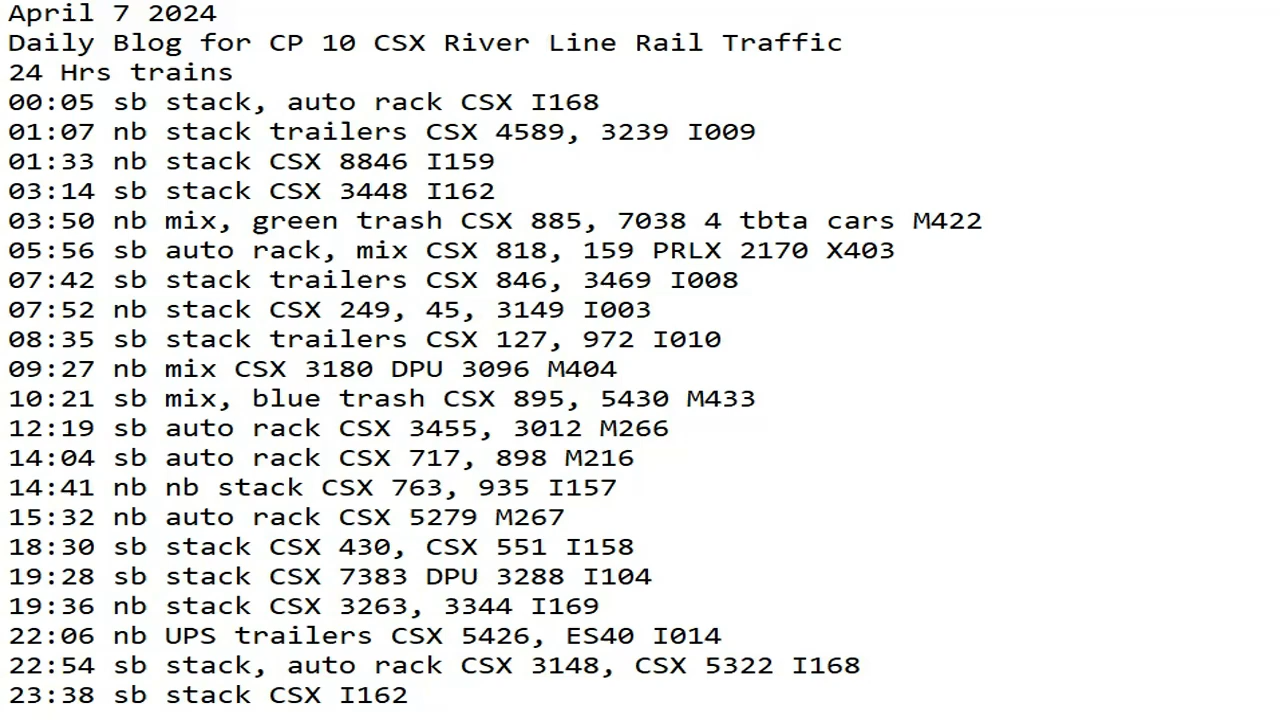 April 7 2024
Daily Blog for CP 10 CSX River Line Rail Traffic
24 Hrs trains
00:05 sb stack, auto rack CSX I168
01:07 nb stack trailers CSX 4589, 3239 I009
01:33 nb stack CSX 8846 I159
03:14 sb stack CSX 3448 I162
03:50 nb mix, green trash CSX 885, 7038 4 tbta cars M422
05:56 sb auto rack, mix CSX 818, 159 PRLX 2170 X403
07:42 sb stack trailers CSX 846, 3469 I008
07:52 nb stack CSX 249, 45, 3149 I003
08:35 sb stack trailers CSX 127, 972 I010
09:27 nb mix CSX 3180 DPU 3096 M404
10:21 sb mix, blue trash CSX 895, 5430 M433
12:19 sb auto rack CSX 3455, 3012 M266
14:04 sb auto rack CSX 717, 898 M216
14:41 nb nb stack CSX 763, 935 I157
15:32 nb auto rack CSX 5279 M267
18:30 sb stack CSX 430, CSX 551 I158
19:28 sb stack CSX 7383 DPU 3288 I104
19:36 nb stack CSX 3263, 3344 I169
22:06 nb UPS trailers CSX 5426, ES40 I014
22:54 sb stack, auto rack CSX 3148, CSX 5322 I168
23:38 sb stack CSX I162